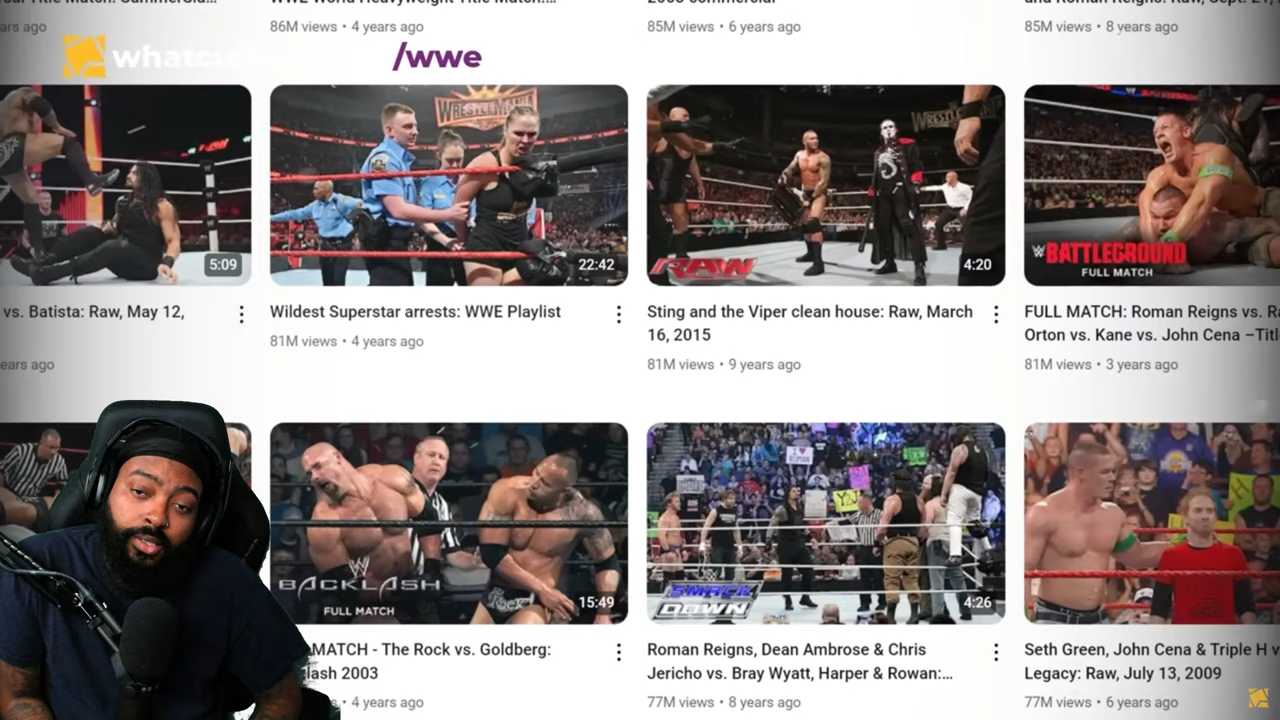 86M views • 4 years ago
85M views • 6 years ago
85M views • 8 years ago
/wwe
WRESTLEMANIA
5:09
22:42
RAW
4:20
BATTLEGROUND
FULL MATCH
vs. Batista: Raw, May 12,
Wildest Superstar arrests: WWE Playlist
81M views • 4 years ago
Sting and the Viper clean house: Raw, March
16, 2015
81M views • 9 years ago
FULL MATCH: Roman Reigns vs.
Orton vs. Kane vs. John Cena
81M views • 3 years ago
ears ago
BACKLASH
FULL MATCH
15:49
SMACK
DOWN
4:26
MATCH - The Rock vs. Goldberg:
lash 2003
4 years ago
Roman Reigns, Dean Ambrose & Chris
Jericho vs. Bray Wyatt, Harper & Rowan:...
77M views • 8 years ago
Seth Green, John Cena & Triple H
Legacy: Raw, July 13, 2009
77M views • 6 years ago